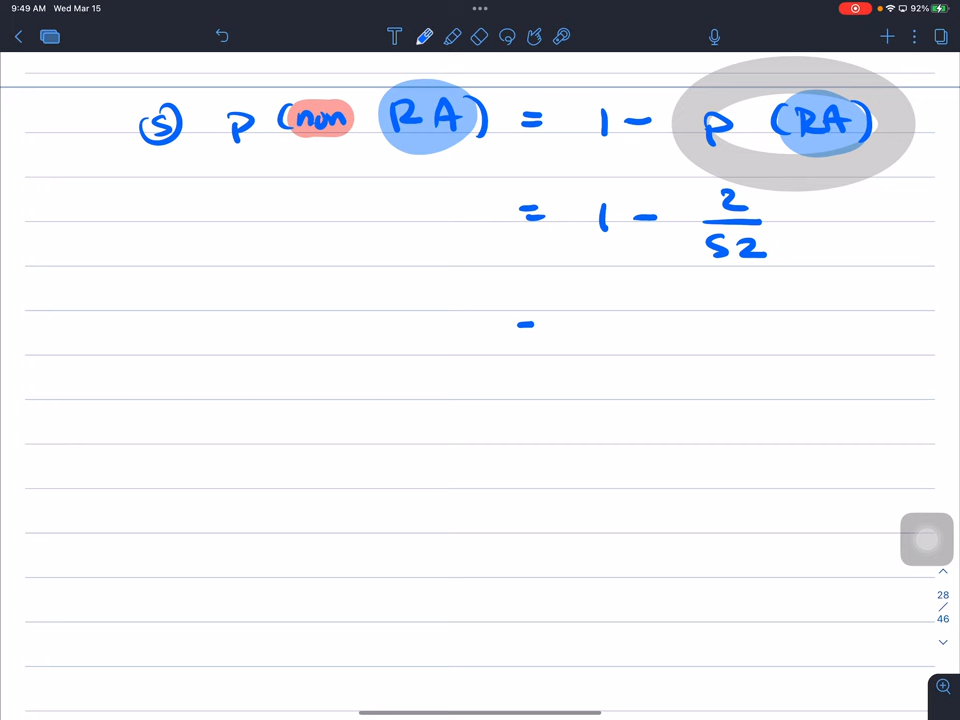 9:49 AM Wed Mar 15
92%
T
(5) P (non RA) = 1 - P (RA)
= 1 - 2/52
-
28
/
46